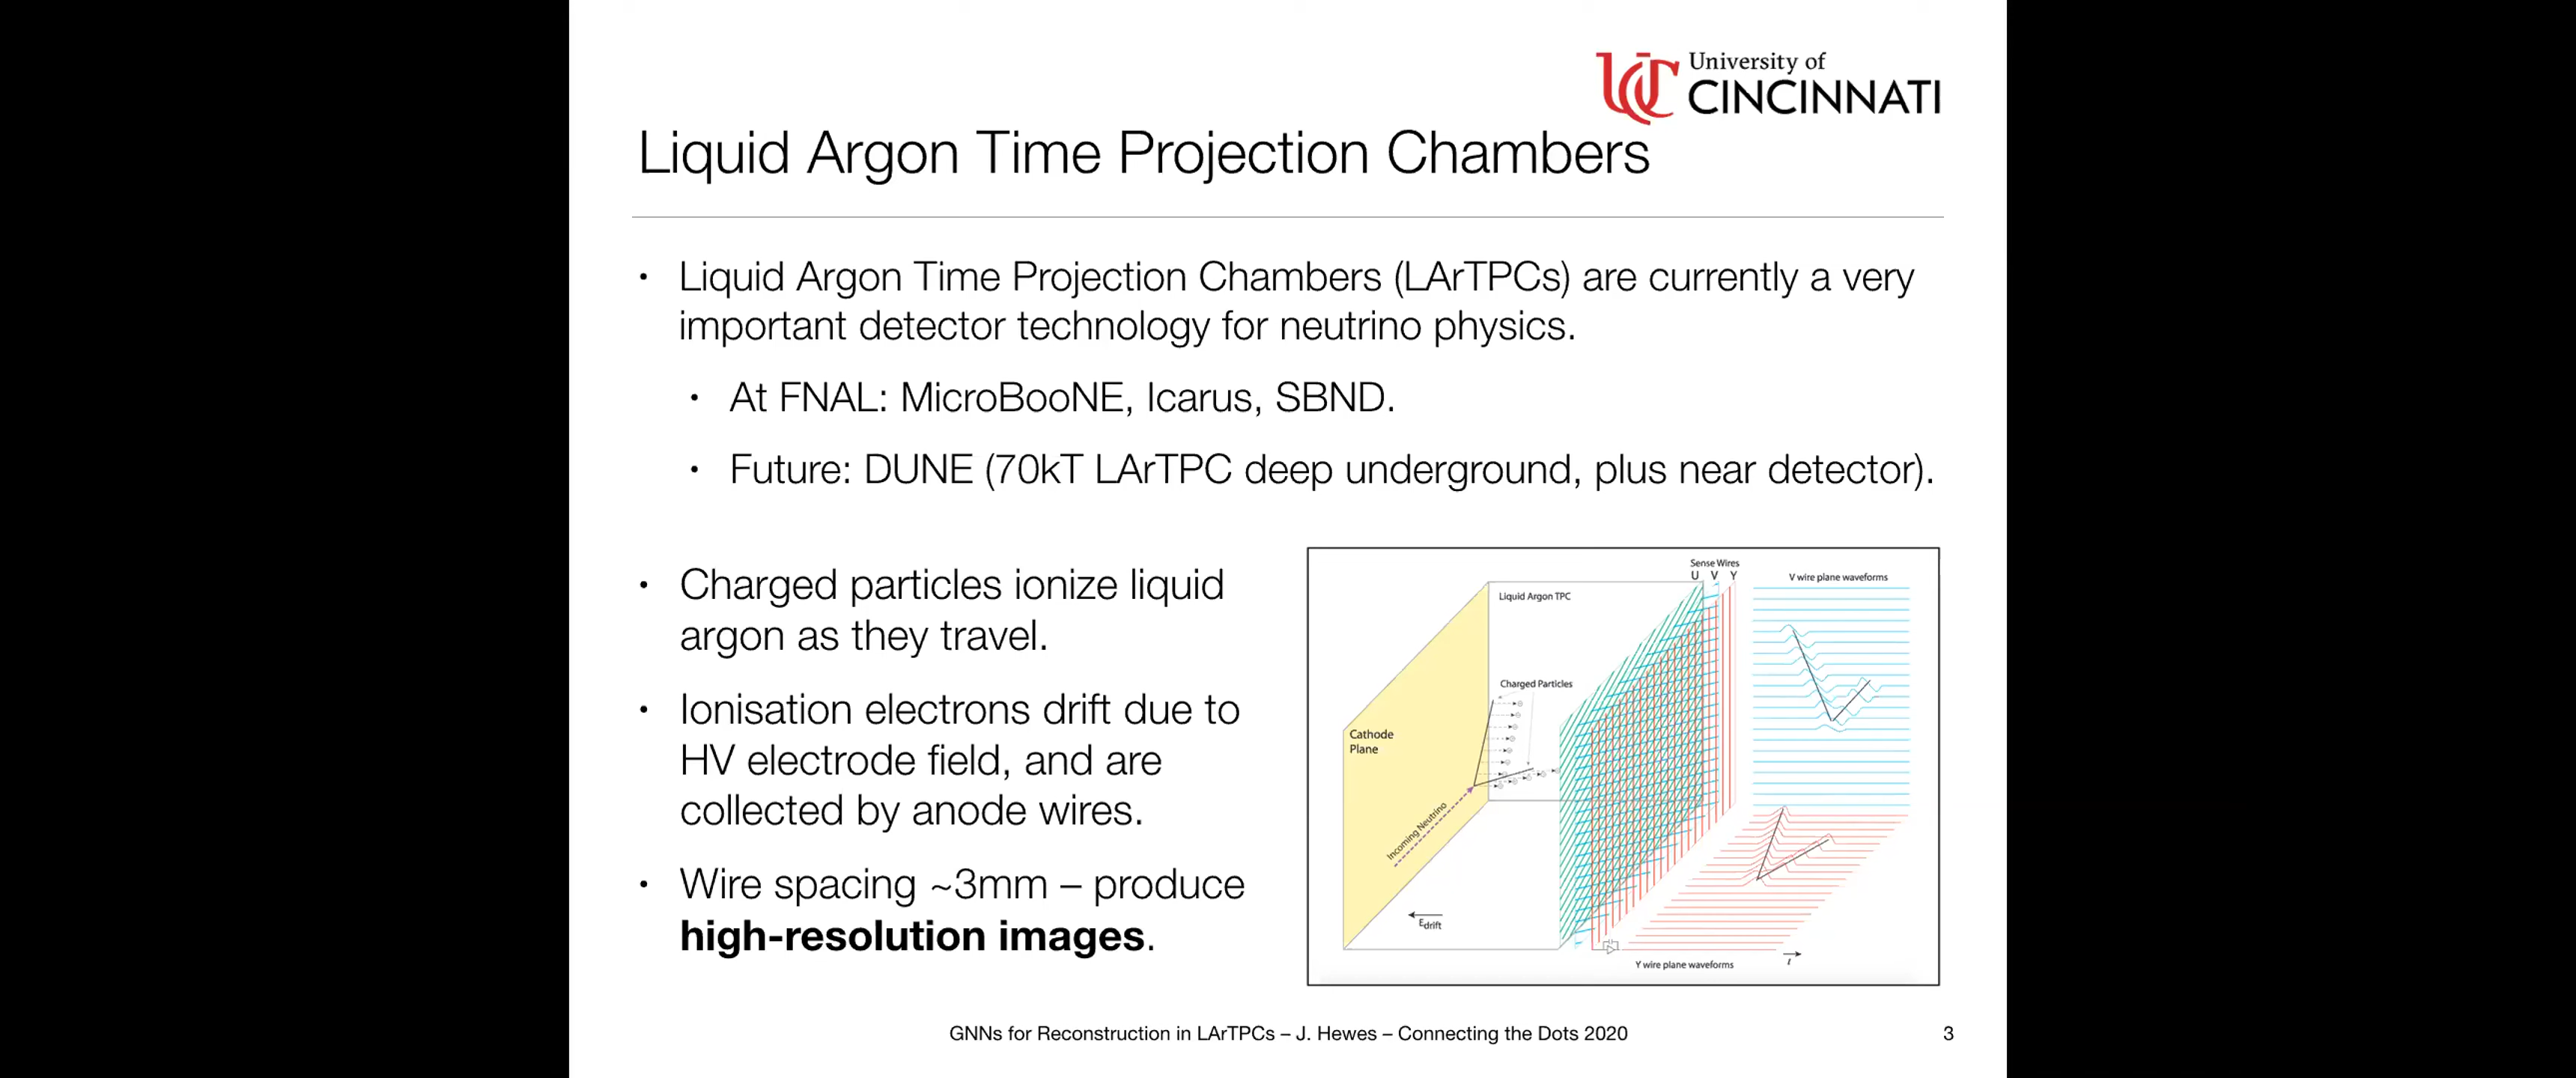 University of
CINCINNATI
Liquid Argon Time Projection Chambers
• Liquid Argon Time Projection Chambers (LArTPCs) are currently a very
important detector technology for neutrino physics.
• At FNAL: MicroBooNE, Icarus, SBND.
• Future: DUNE (70kT LArTPC deep underground, plus near detector).
• Charged particles ionize liquid
argon as they travel.
• Ionisation electrons drift due to
HV electrode field, and are
collected by anode wires.
• Wire spacing ~3mm – produce
high-resolution images.
Sense Wires
U V Y
V wire plane waveforms
Liquid Argon TPC
Charged Particles
Cathode
Plane
Incoming Neutrino
Edrift
Y wire plane waveforms
t
GNNs for Reconstruction in LArTPCs – J. Hewes – Connecting the Dots 2020
3